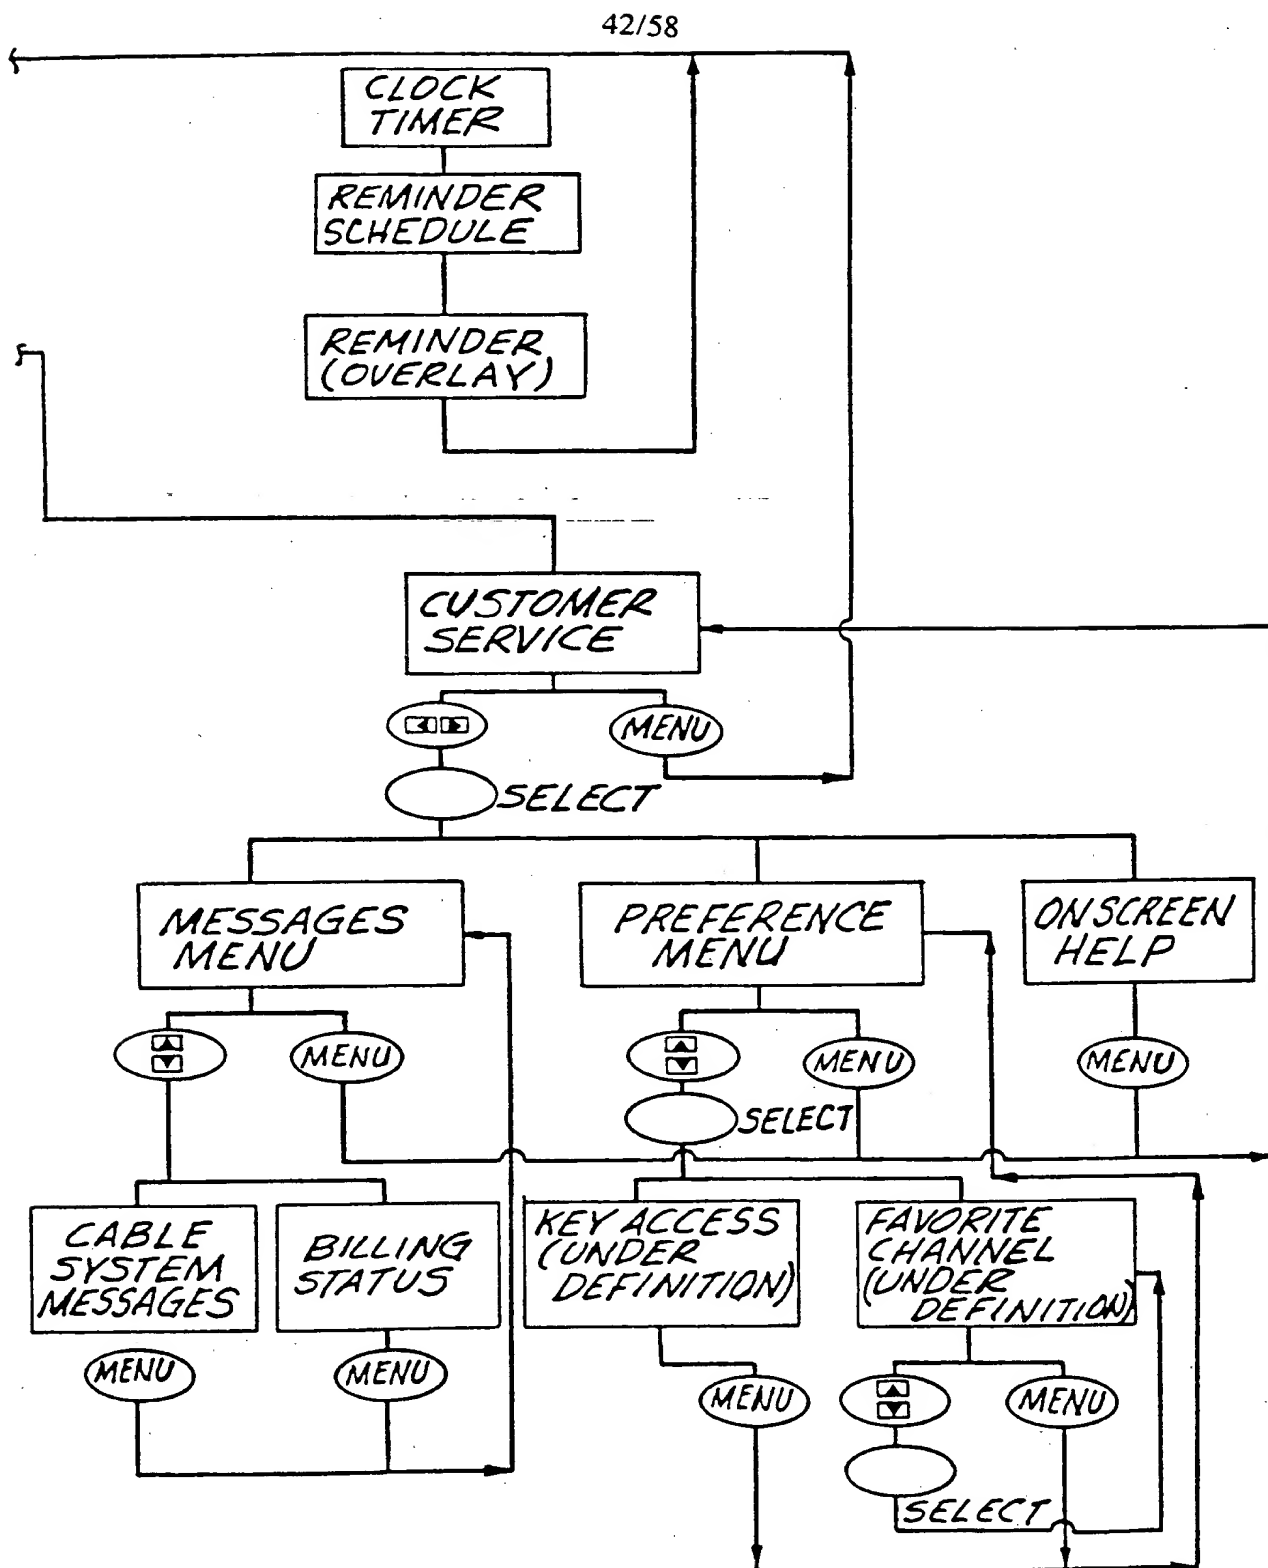 42/58
CLOCK
TIMER
REMINDER
SCHEDULE
REMINDER
(OVERLAY)
CUSTOMER
SERVICE
MENU
SELECT
MESSAGES
MENU
PREFERENCE
MENU
ONSCREEN
HELP
MENU
MENU
MENU
SELECT
CABLE
SYSTEM
MESSAGES
BILLING
STATUS
KEY ACCESS
(UNDER
DEFINITION)
FAVORITE
CHANNEL
(UNDER
DEFINITION)
MENU
MENU
MENU
MENU
SELECT